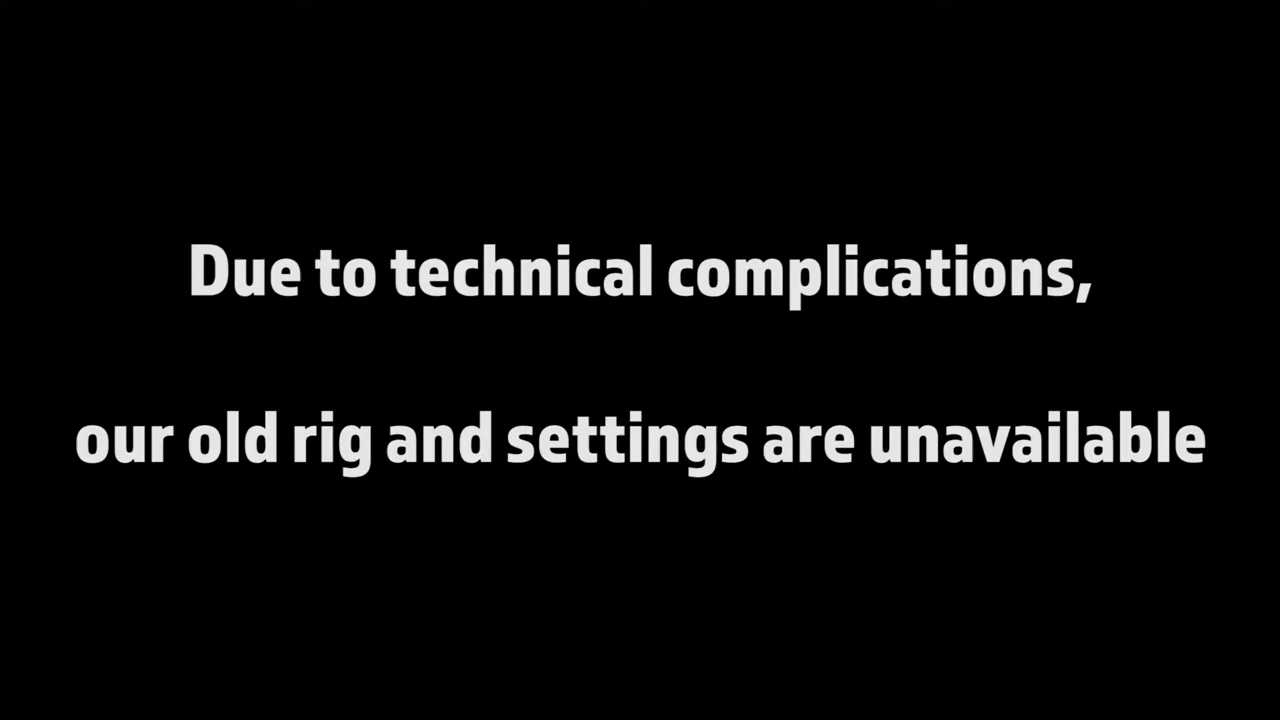 Due to technical complications,
our old rig and settings are unavailable